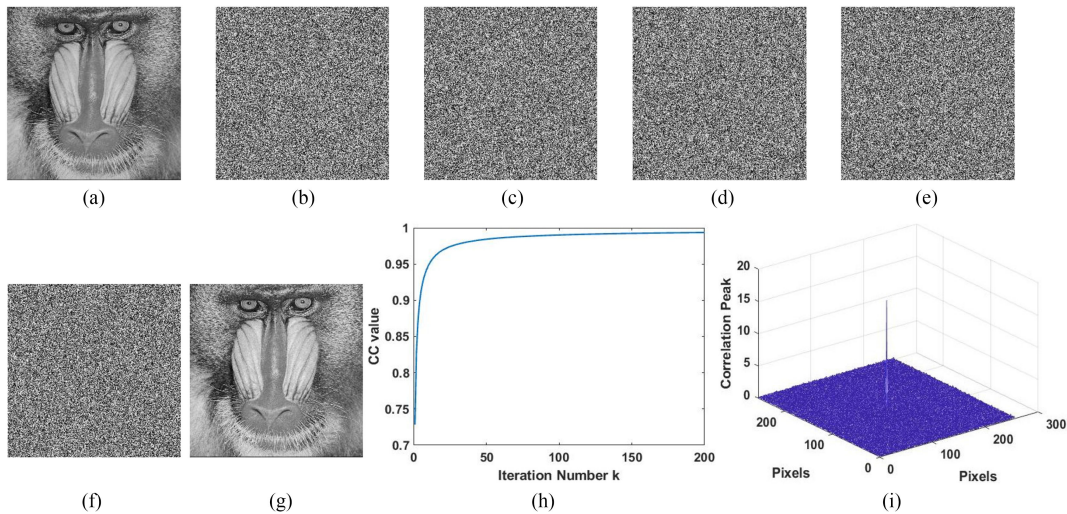 (a) (b) (c) (d) (e)
1
0.95
0.9
0.85
0.8
0.75
0.7
CC value
0 50 100 150 200
Iteration Number k
20
15
10
5
0
Correlation Peak
200
100
0
Pixels
0
100
200
300
Pixels
(f) (g) (h) (i)